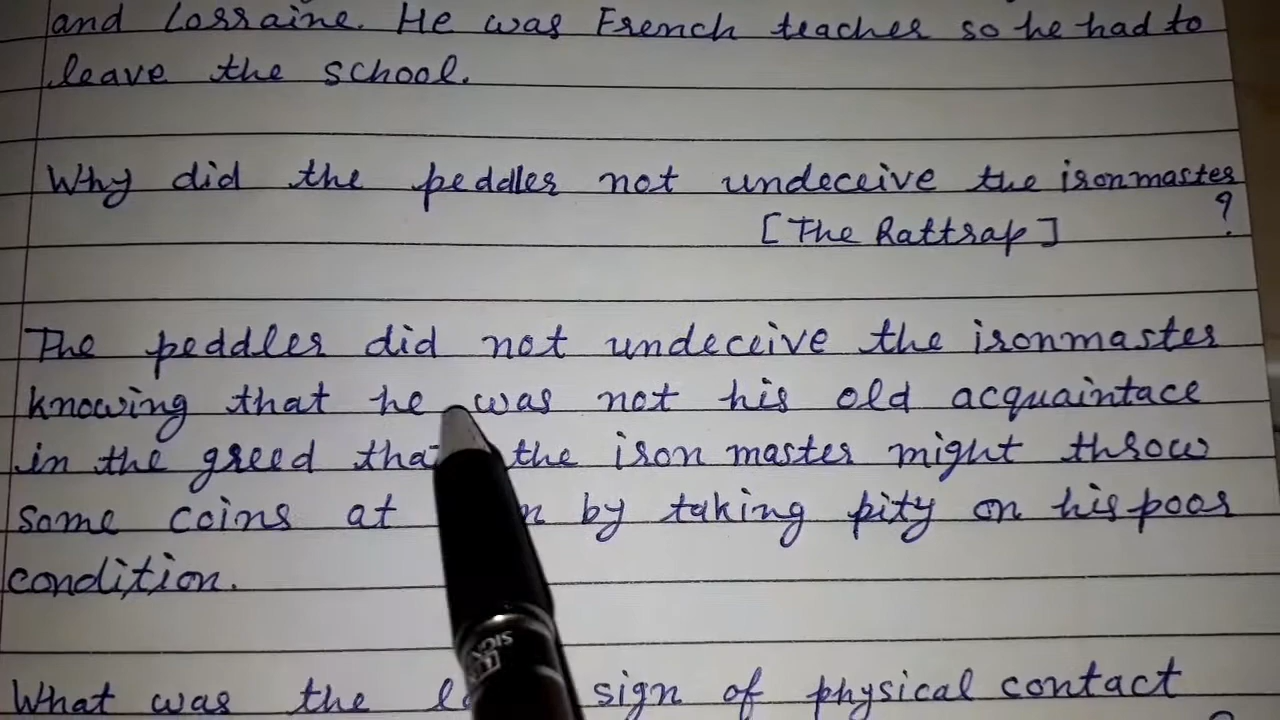 and Lorraine. He was French teacher so he had to
leave the school.
Why did the peddler not undeceive the ironmaster
?
[The Rattrap]
The peddler did not undeceive the ironmaster
knowing that he was not his old acquaintace
in the greed that the iron master might throw
some coins at by taking pity on his poor
condition.
What was the sign of physical contact